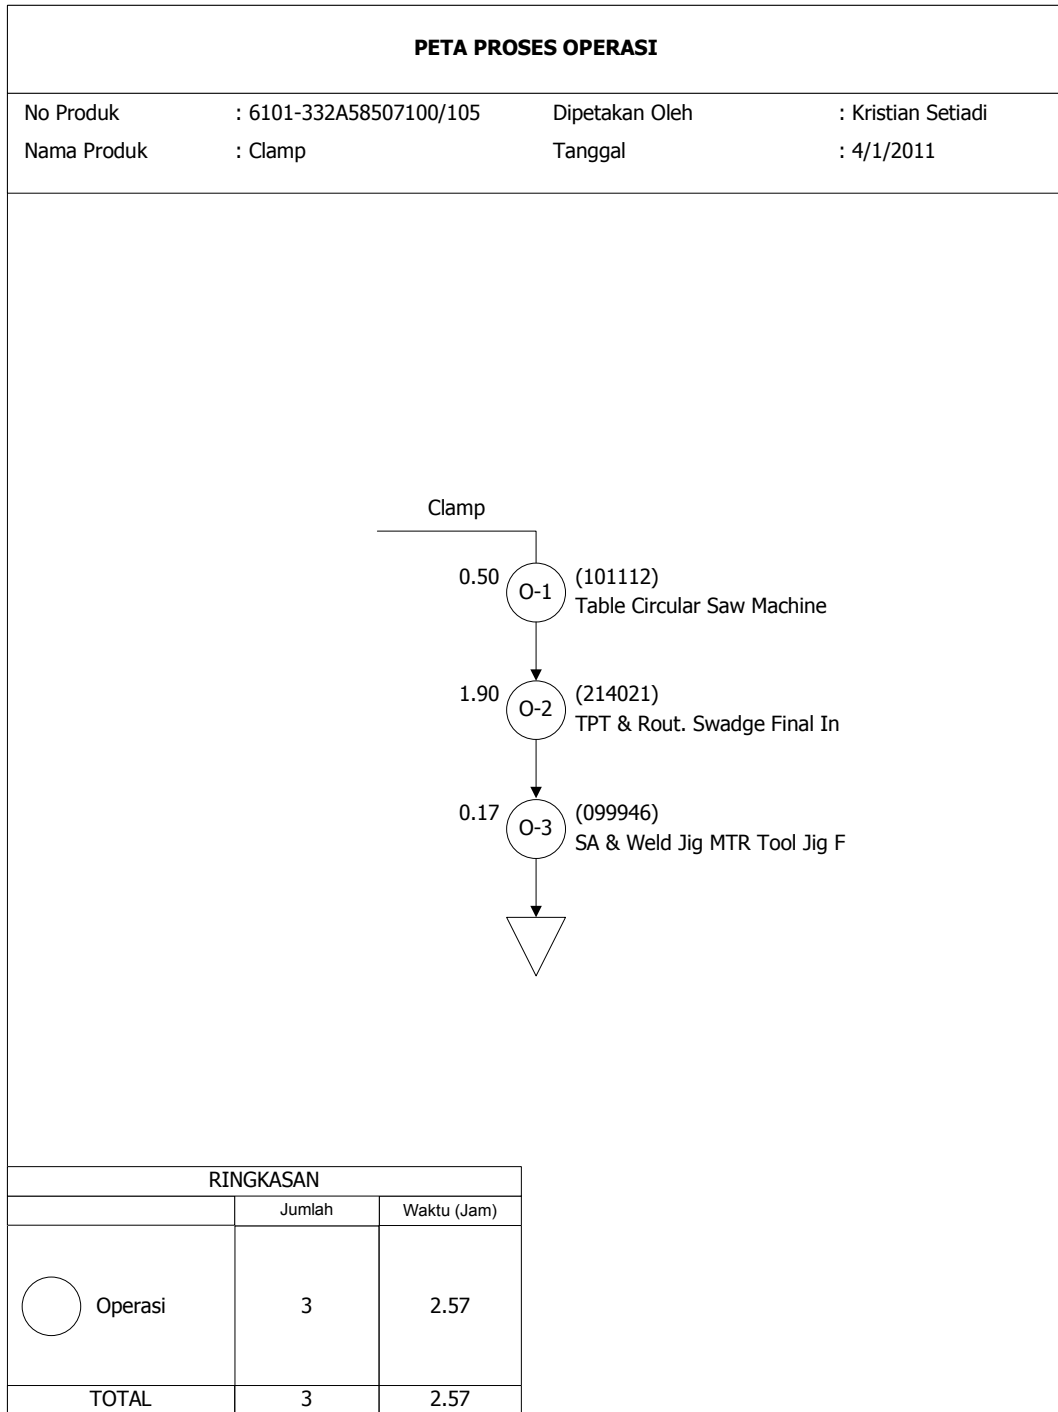 PETA PROSES OPERASI
No Produk : 6101-332A58507100/105 Dipetakan Oleh : Kristian Setiadi
Nama Produk : Clamp Tanggal : 4/1/2011
Clamp
0.50 O-1 (101112)
Table Circular Saw Machine
1.90 O-2 (214021)
TPT & Rout. Swadge Final In
0.17 O-3 (099946)
SA & Weld Jig MTR Tool Jig F
RINGKASAN
Jumlah Waktu (Jam)
Operasi 3 2.57
TOTAL 3 2.57